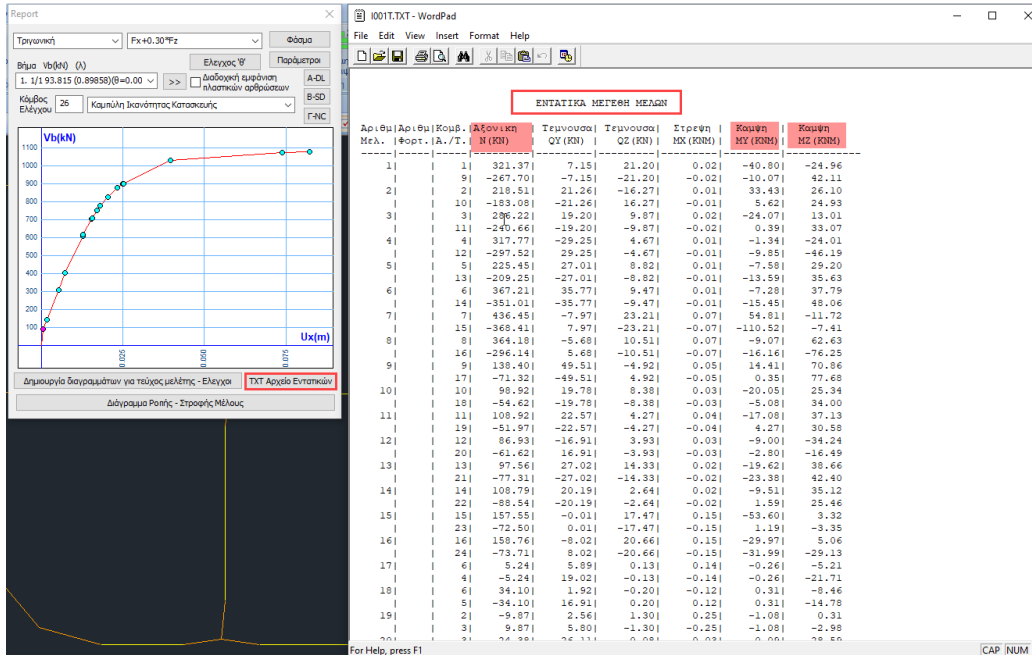 Report
Τριγωνική
Fx+0.30*Fz
Φάσμα
Βήμα Vb(kN) (λ)
Ελεγχος 'θ'
Παράμετροι
1. 1/1 93.815 (0.89858)(θ=0.00
>>
Διαδοχική εμφάνιση
πλαστικών αρθρώσεων
A-DL
B-SD
Γ-NC
Κόμβος
Ελέγχου
26
Καμπύλη Ικανότητας Κατασκευής
Vb(kN)
1100
1000
900
800
700
600
500
400
300
200
100
Ux(m)
0.025
0.050
0.075
Δημιουργία διαγραμμάτων για τεύχος μελέτης - Ελεγχοι
TXT Αρχείο Εντατικών
Διάγραμμα Ροπής - Στροφής Μέλους
I001T.TXT - WordPad
File Edit View Insert Format Help
ΕΝΤΑΤΙΚΑ ΜΕΓΕΘΗ ΜΕΛΩΝ
Αριθμ|Αριθμ|Κομβ.|Αξονικη | Τεμνουσα| Τεμνουσα| Στρεψη | Καμψη | Καμψη
Μελ. |Φορτ.|Α./Τ.| N(KN) | QY(KN) | QZ(KN)| MX(KNM)| MY(KNM)| MZ(KNM)
1| | 1| 321.37| 7.15| 21.20| 0.02| -40.80| -24.96
| | 9| -267.70| -7.15| -21.20| -0.02| -10.07| 42.11
2| | 2| 218.51| 21.26| -16.27| 0.01| 33.43| 26.10
| | 10| -183.08| -21.26| 16.27| -0.01| 5.62| 24.93
3| | 3| 286.22| 19.20| 9.87| 0.02| -24.07| 13.01
| | 11| -240.66| -19.20| -9.87| -0.02| 0.39| 33.07
4| | 4| 317.77| -29.25| 4.67| 0.01| -1.34| -24.01
| | 12| -297.52| 29.25| -4.67| -0.01| -9.85| -46.19
5| | 5| 225.45| 27.01| 8.82| 0.01| -7.58| 29.20
| | 13| -209.25| -27.01| -8.82| -0.01| -13.59| 35.63
6| | 6| 367.21| 35.77| 9.47| 0.01| -7.28| 37.79
| | 14| -351.01| -35.77| -9.47| -0.01| -15.45| 48.06
7| | 7| 436.45| -7.97| 23.21| 0.07| 54.81| -11.72
| | 15| -368.41| 7.97| -23.21| -0.07| -110.52| -7.41
8| | 8| 364.18| -5.68| 10.51| 0.07| -9.07| 62.63
| | 16| -296.14| 5.68| -10.51| -0.07| -16.16| -76.25
9| | 9| 138.40| 49.51| -4.92| 0.05| 14.41| 70.86
| | 17| -71.32| -49.51| 4.92| -0.05| 0.35| 77.68
10| | 10| 98.92| 19.78| 8.38| 0.03| -20.05| 25.34
| | 18| -54.62| -19.78| -8.38| -0.03| -5.08| 34.00
11| | 11| 108.92| 22.57| 4.27| 0.04| -17.08| 37.13
| | 19| -51.97| -22.57| -4.27| -0.04| 4.27| 30.58
12| | 12| 86.93| -16.91| 3.93| 0.03| -9.00| -34.24
| | 20| -61.62| 16.91| -3.93| -0.03| -2.80| -16.49
13| | 13| 97.56| 27.02| 14.33| 0.02| -19.62| 38.66
| | 21| -77.31| -27.02| -14.33| -0.02| -23.38| 42.40
14| | 14| 108.79| 20.19| 2.64| 0.02| -9.51| 35.12
| | 22| -88.54| -20.19| -2.64| -0.02| 1.59| 25.46
15| | 15| 157.55| -0.01| 17.47| 0.15| -53.60| 3.32
| | 23| -72.50| 0.01| -17.47| -0.15| 1.19| -3.35
16| | 16| 158.76| -8.02| 20.66| 0.15| -29.97| 5.06
| | 24| -73.71| 8.02| -20.66| -0.15| -31.99| -29.13
17| | 6| 5.24| 5.89| 0.13| 0.14| -0.26| -5.21
| | 4| -5.24| 19.02| -0.13| -0.14| -0.26| -21.71
18| | 6| 34.10| 1.92| -0.20| -0.12| 0.31| -8.46
| | 5| -34.10| 16.91| 0.20| 0.12| 0.31| -14.78
19| | 2| -9.87| 2.56| 1.30| 0.25| -1.08| 0.31
| | 3| 9.87| 5.80| -1.30| -0.25| -1.08| -2.98
For Help, press F1
CAP NUM